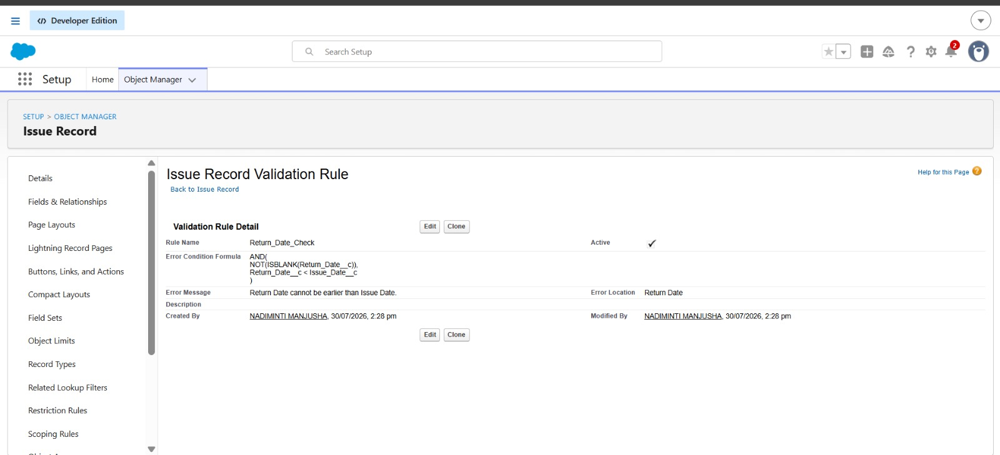 Developer Edition
Search Setup
2
Setup
Home
Object Manager
SETUP > OBJECT MANAGER
Issue Record
Details
Fields & Relationships
Page Layouts
Lightning Record Pages
Buttons, Links, and Actions
Compact Layouts
Field Sets
Object Limits
Record Types
Related Lookup Filters
Restriction Rules
Scoping Rules
Issue Record Validation Rule
Help for this Page ?
Back to Issue Record
Validation Rule Detail
Edit
Clone
Rule Name Return_Date_Check Active
Error Condition Formula AND(
NOT(ISBLANK(Return_Date__c)),
Return_Date__c < Issue_Date__c
)
Error Message Return Date cannot be earlier than Issue Date. Error Location Return Date
Description
Created By NADIMINTI MANJUSHA, 30/07/2026, 2:28 pm Modified By NADIMINTI MANJUSHA, 30/07/2026, 2:28 pm
Edit
Clone